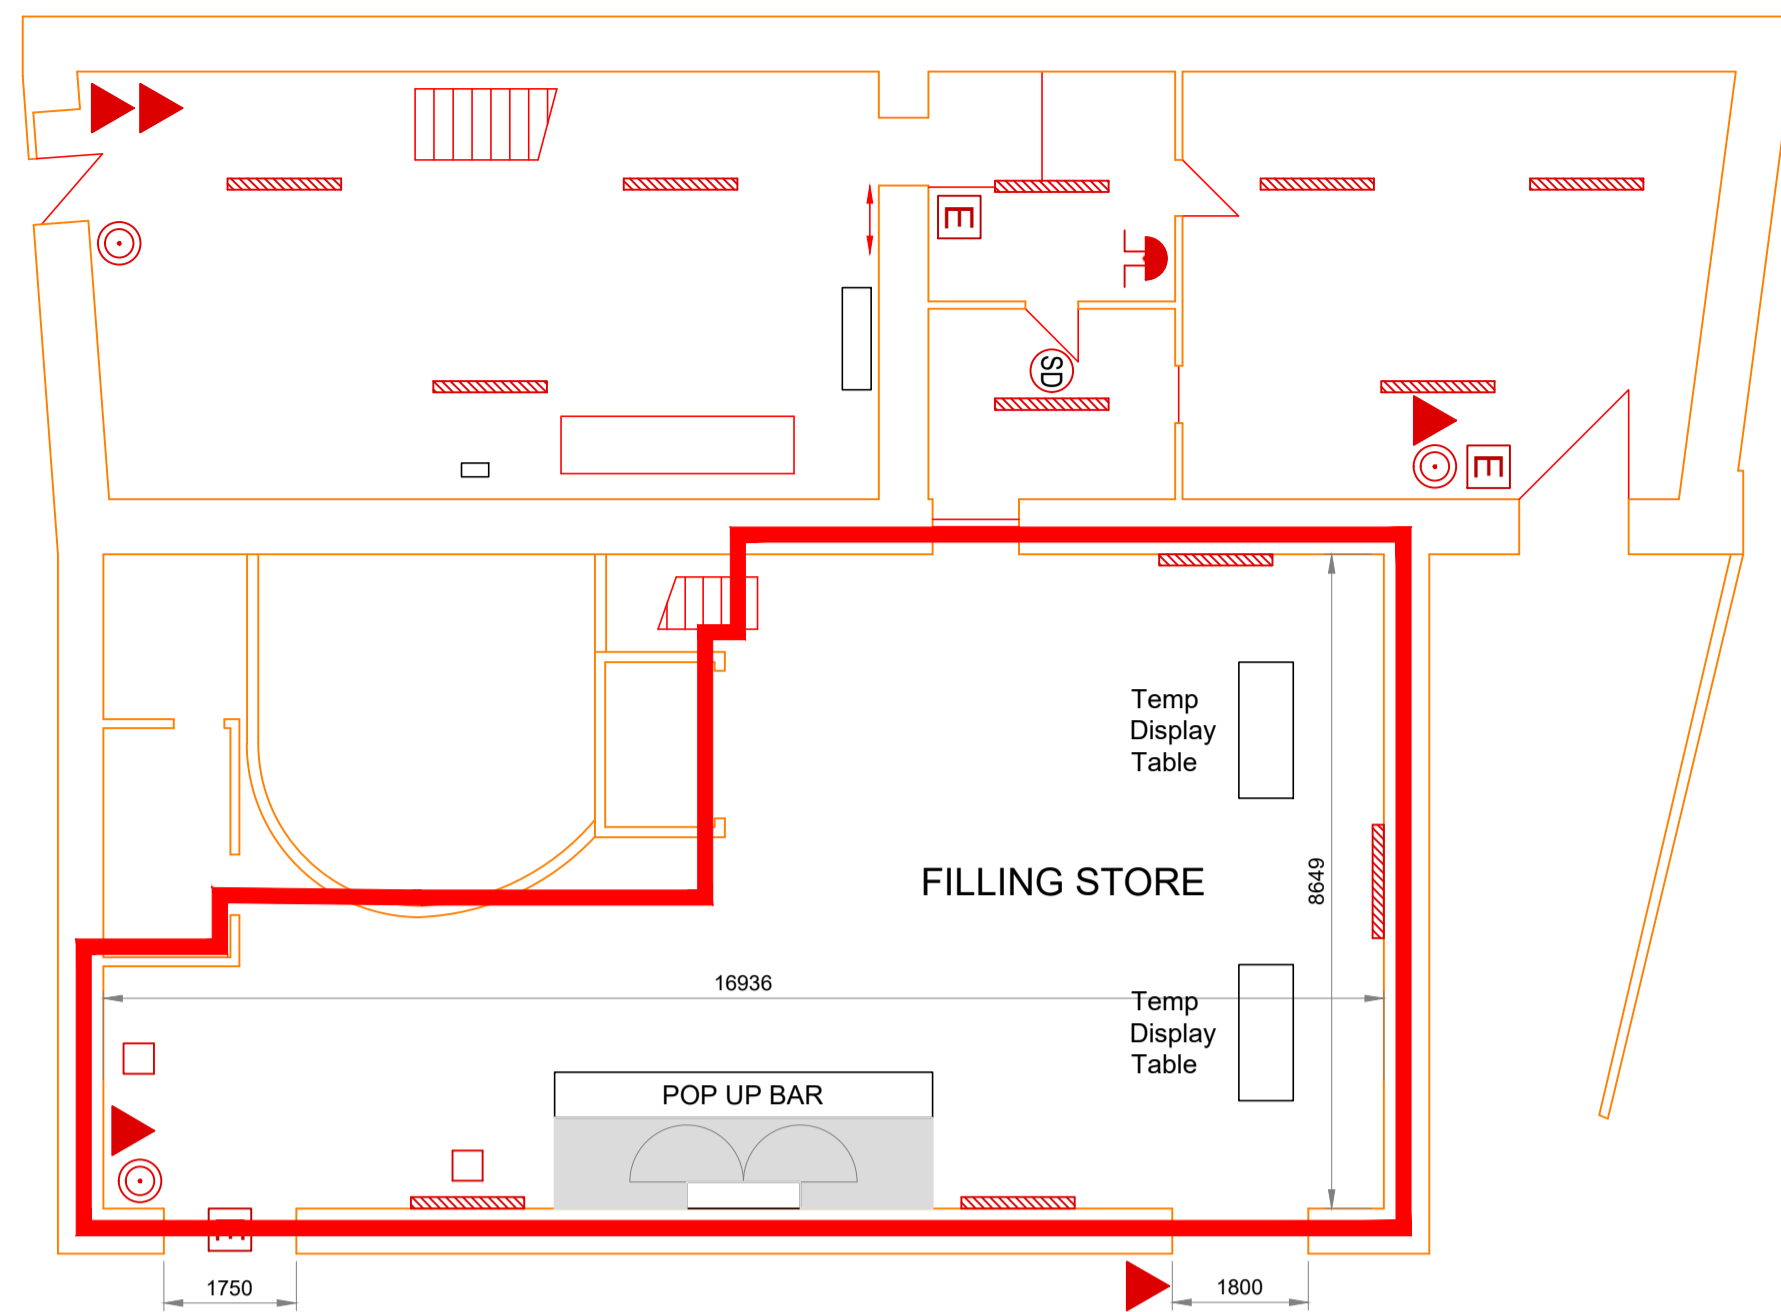 E
SD
E
Temp
Display
Table
FILLING STORE
8649
16936
Temp
Display
Table
POP UP BAR
E
1750
1800